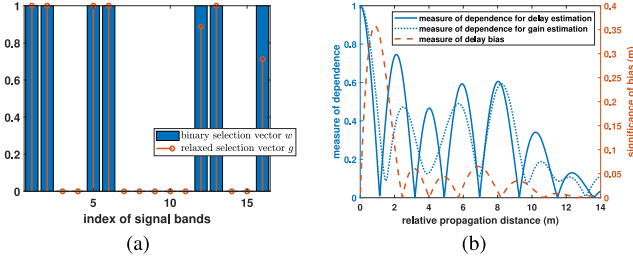 1
0.8
0.6
0.4
0.2
0
5
10
15
index of signal bands
binary selection vector w
relaxed selection vector g
(a)
measure of dependence for delay estimation
measure of dependence for gain estimation
measure of delay bias
measure of dependence
1
0.8
0.6
0.4
0.2
0
0 2 4 6 8 10 12 14
relative propagation distance (m)
0.4
0.35
0.3
0.25
0.2
0.15
0.1
0.05
0
significance of bias (m)
(b)